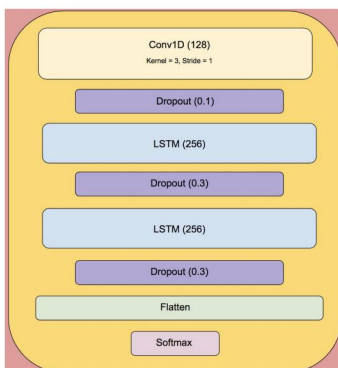 Conv1D (128)
Kernel = 3, Stride = 1
Dropout (0.1)
LSTM (256)
Dropout (0.3)
LSTM (256)
Dropout (0.3)
Flatten
Softmax